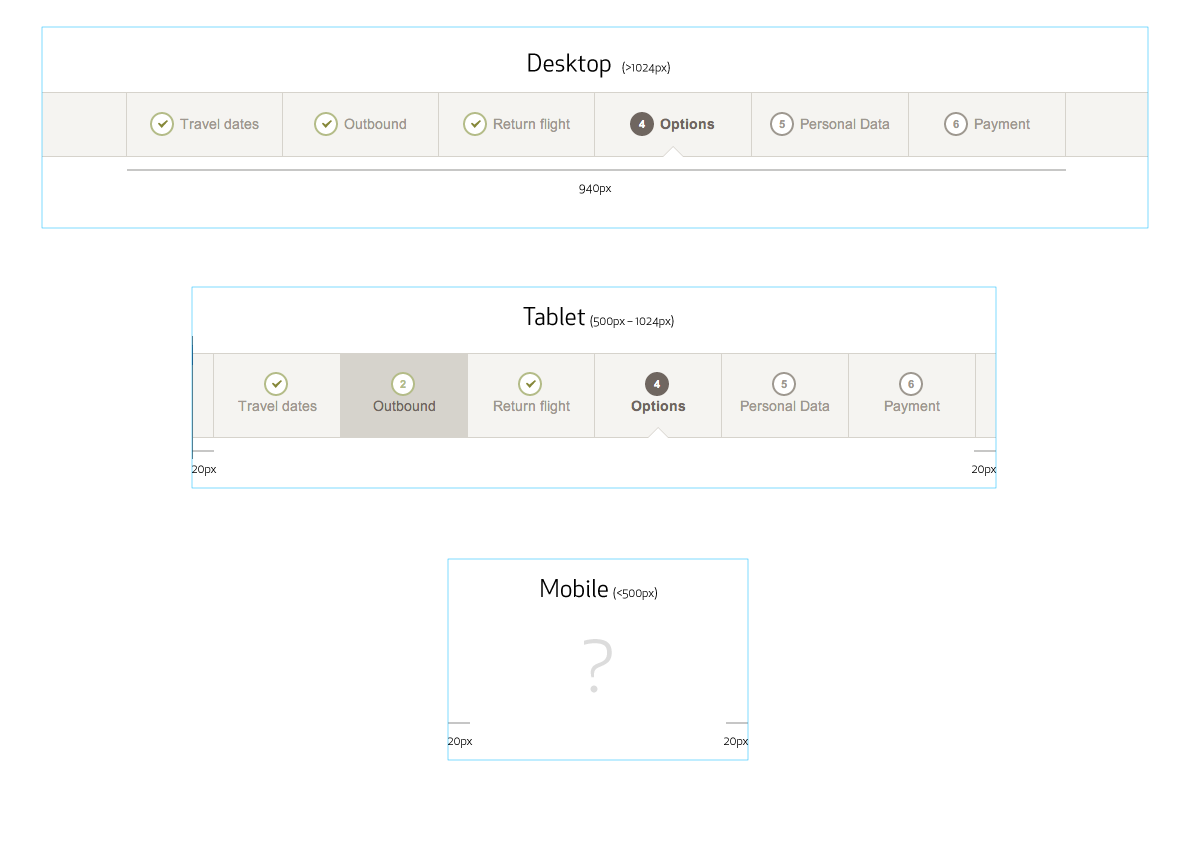 Desktop (>1024px)
Travel dates Outbound Return flight 4 Options 5 Personal Data 6 Payment
940px
Tablet (500px – 1024px)
2 4 5 6
Travel dates Outbound Return flight Options Personal Data Payment
20px 20px
Mobile (<500px)
?
20px 20px